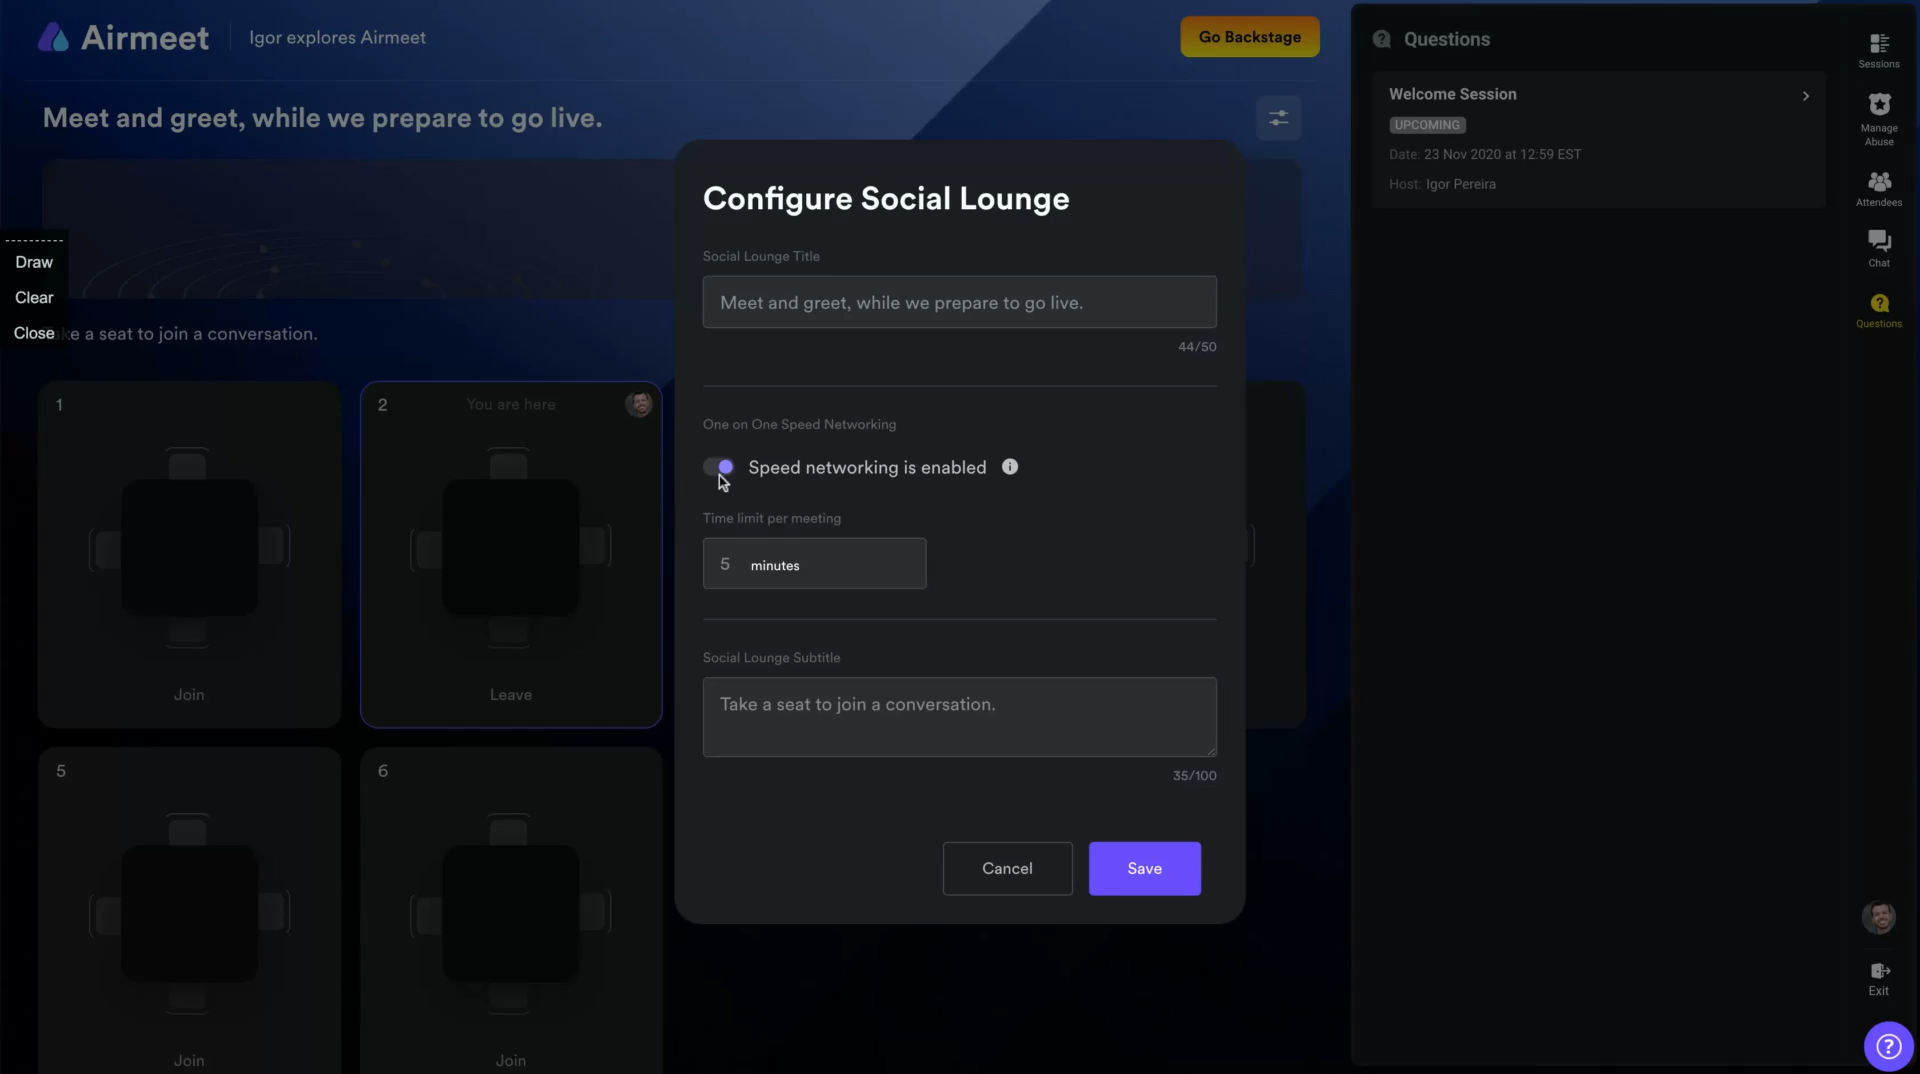 Airmeet
Igor explores Airmeet
Go Backstage
Meet and greet, while we prepare to go live.
Draw
Clear
Close
ke a seat to join a conversation.
1
Join
2
You are here
Leave
5
Join
6
Join
Configure Social Lounge
Social Lounge Title
Meet and greet, while we prepare to go live.
44/50
One on One Speed Networking
Speed networking is enabled
Time limit per meeting
5 minutes
Social Lounge Subtitle
Take a seat to join a conversation.
35/100
Cancel
Save
Questions
Welcome Session
UPCOMING
Date: 23 Nov 2020 at 12:59 EST
Host: Igor Pereira
Sessions
Manage
Abuse
Attendees
Chat
Questions
Exit